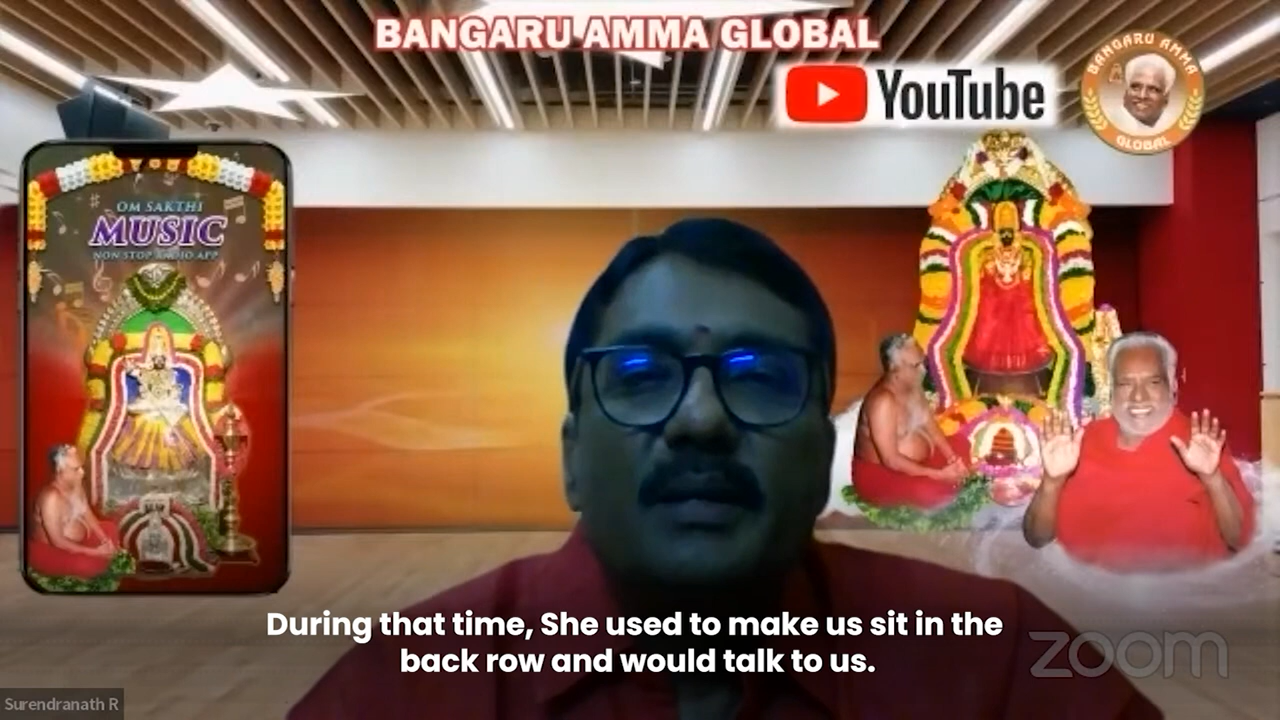 BANGARU AMMA GLOBAL
YouTube
BANGARU AMMA
GLOBAL
OM SAKTHI
MUSIC
NON STOP RADIO APP
During that time, She used to make us sit in the
back row and would talk to us.
zoom
Surendranath R